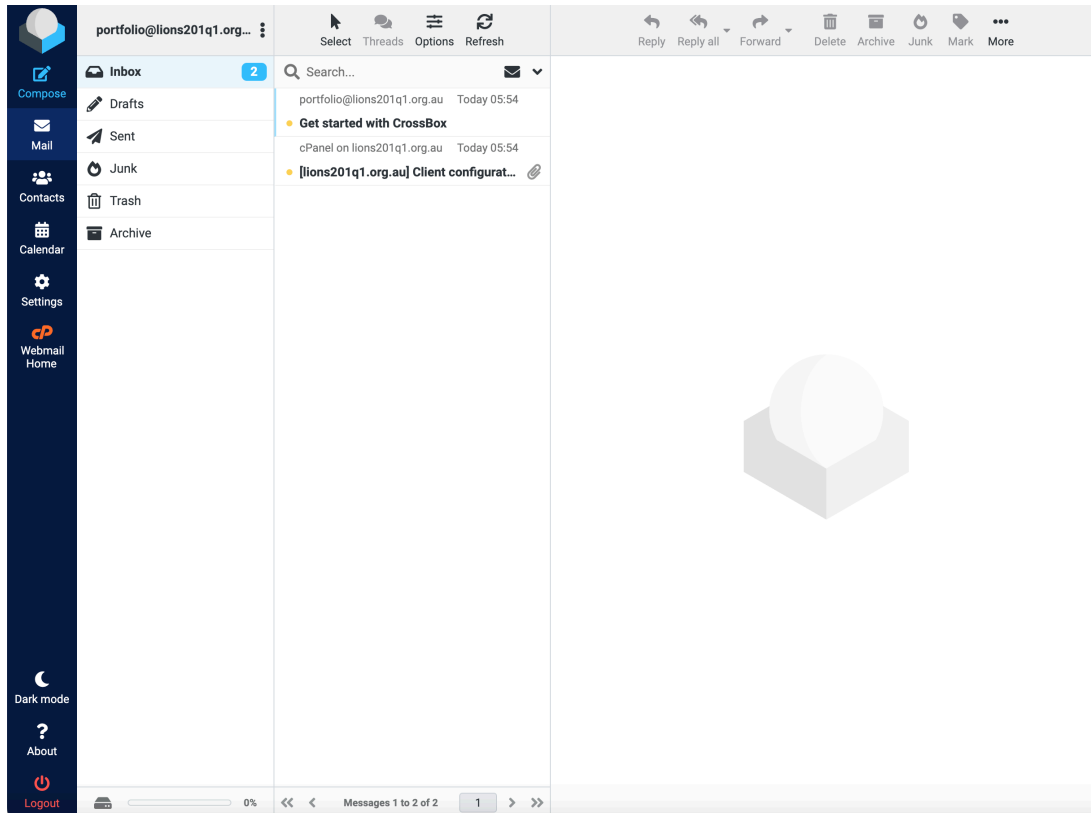 portfolio@lions201q1.org...
Select Threads Options Refresh
Reply Reply all Forward Delete Archive Junk Mark More
Compose
Mail
Contacts
Calendar
Settings
cP
Webmail
Home
Dark mode
About
Logout
Inbox 2
Drafts
Sent
Junk
Trash
Archive
0%
Search...
portfolio@lions201q1.org.au Today 05:54
Get started with CrossBox
cPanel on lions201q1.org.au Today 05:54
[lions201q1.org.au] Client configurat...
Messages 1 to 2 of 2 1